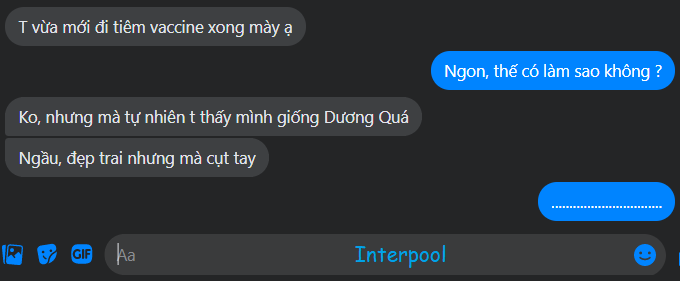 T vừa mới đi tiêm vaccine xong mày ạ
Ngon, thế có làm sao không ?
Ko, nhưng mà tự nhiên t thấy mình giống Dương Quá
Ngầu, đẹp trai nhưng mà cụt tay
...............................
GIF
Aa
Interpool